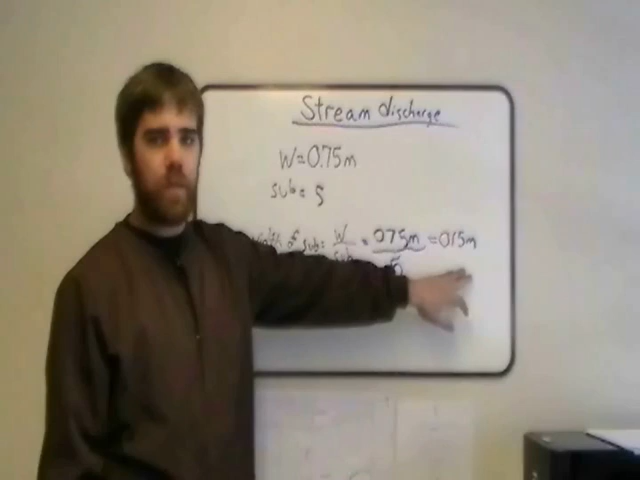 Stream discharge
W=0.75m
sub= 5
width of sub= W/sub = 0.75m/5 = 0.15m